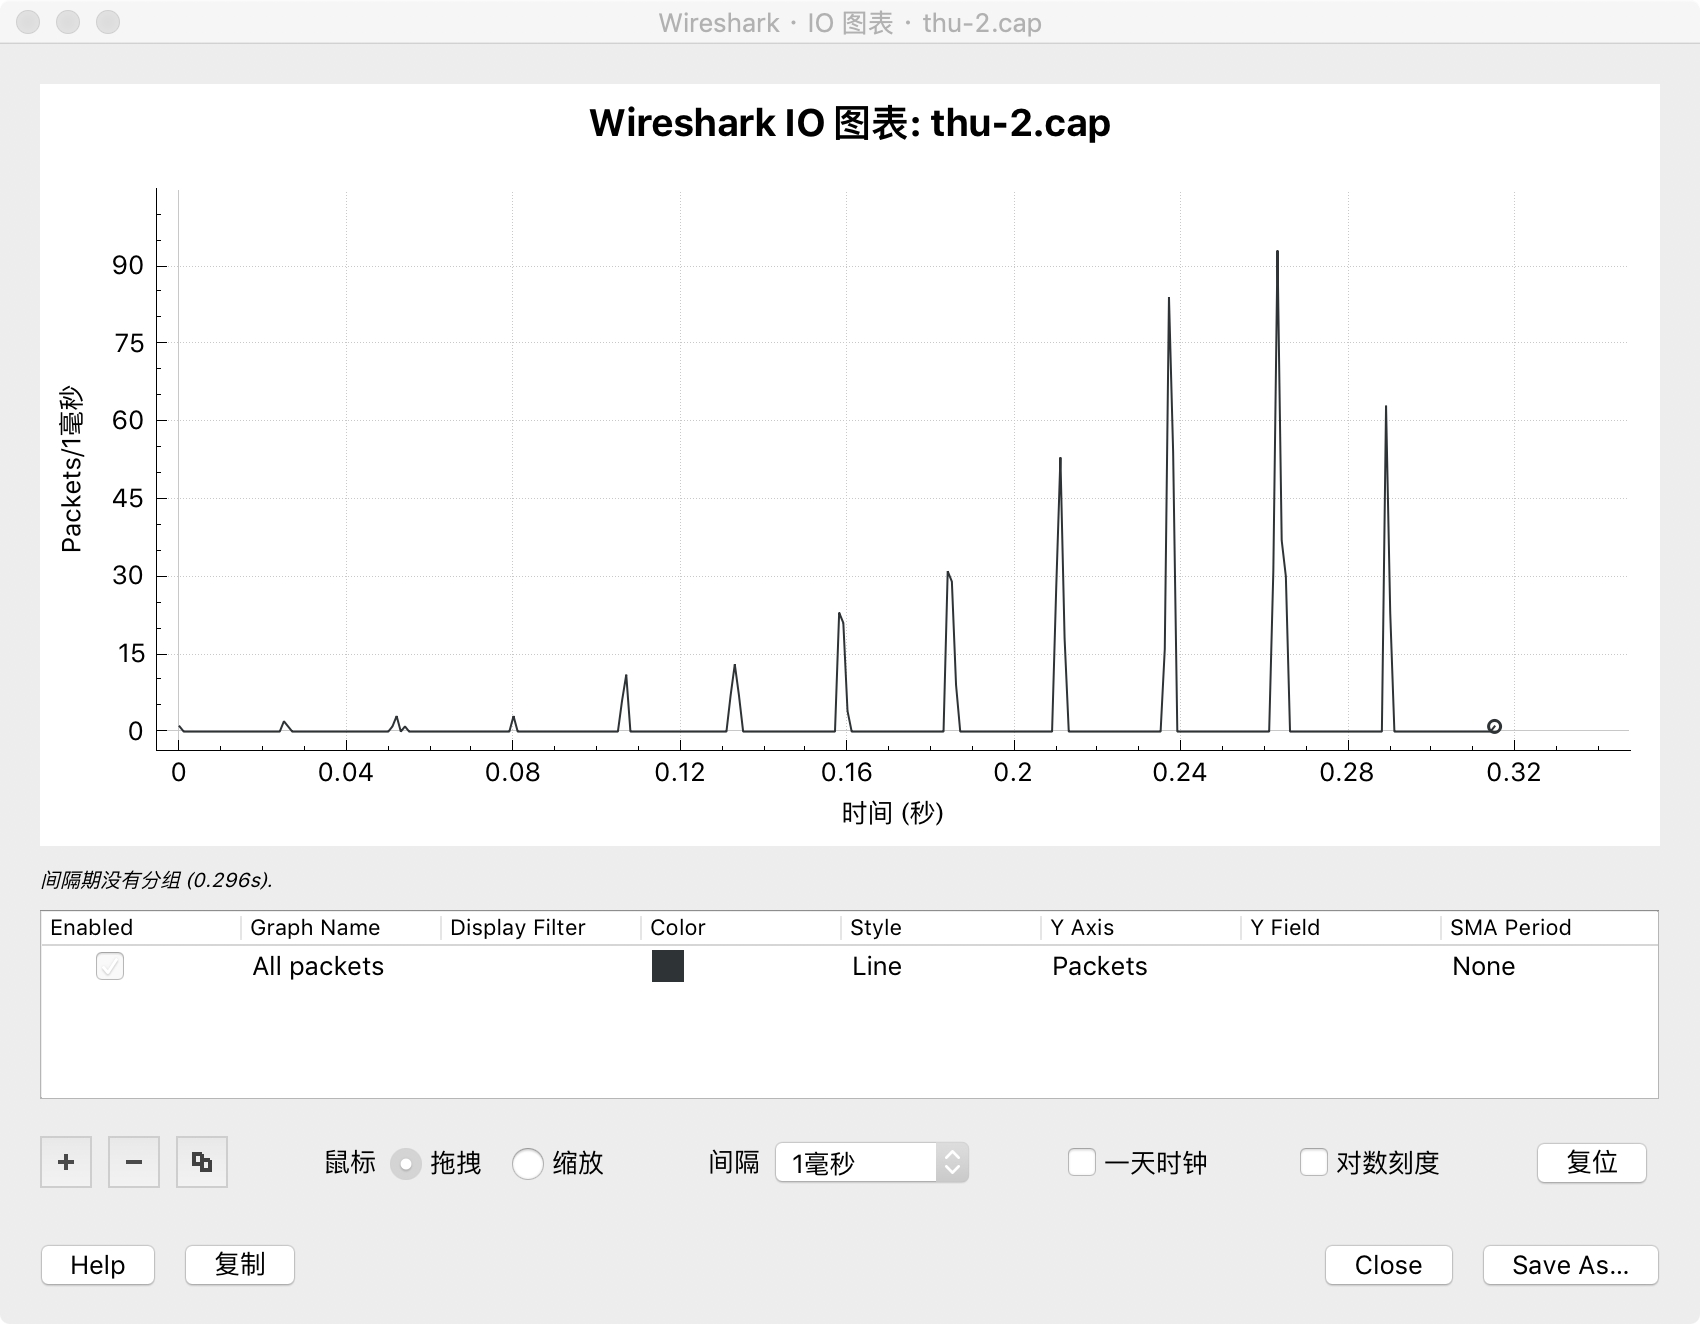 Wireshark · IO 图表 · thu-2.cap
Wireshark IO 图表: thu-2.cap
90
75
60
45
30
15
0
Packets/1毫秒
0 0.04 0.08 0.12 0.16 0.2 0.24 0.28 0.32
时间 (秒)
间隔期没有分组 (0.296s).
Enabled Graph Name Display Filter Color Style Y Axis Y Field SMA Period
All packets Line Packets None
鼠标 拖拽 缩放 间隔 1毫秒 一天时钟 对数刻度 复位
Help 复制 Close Save As...